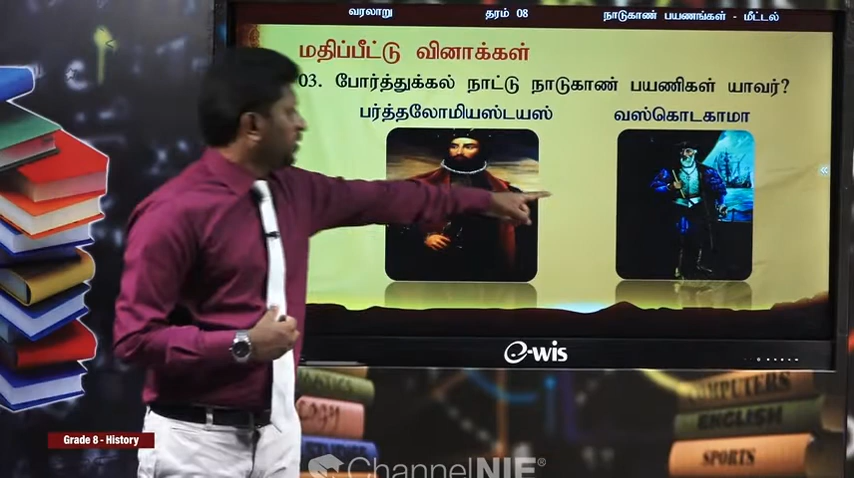 வரலாறு தரம் 08 நாடுகாண் பயணங்கள் - மீட்டல்
மதிப்பீட்டு வினாக்கள்
03. போர்த்துக்கல் நாட்டு நாடுகாண் பயணிகள் யாவர்?
பர்த்தலோமியஸ்டயஸ் வஸ்கொடகாமா
e-wis
COMPUTERS
ENGLISH
SPORTS
Grade 8 - History
ChannelNIE®